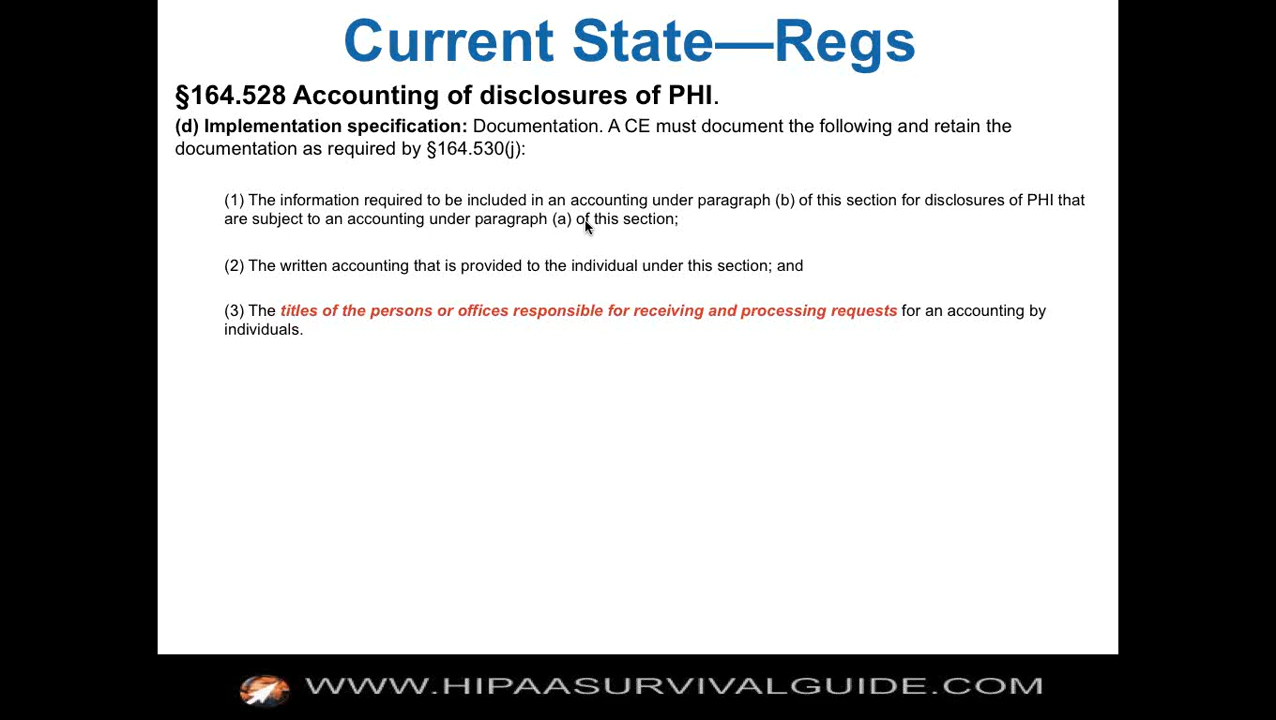 Current State—Regs
§164.528 Accounting of disclosures of PHI.
(d) Implementation specification: Documentation. A CE must document the following and retain the
documentation as required by §164.530(j):
(1) The information required to be included in an accounting under paragraph (b) of this section for disclosures of PHI that
are subject to an accounting under paragraph (a) of this section;
(2) The written accounting that is provided to the individual under this section; and
(3) The titles of the persons or offices responsible for receiving and processing requests for an accounting by
individuals.
WWW.HIPAASURVIVALGUIDE.COM